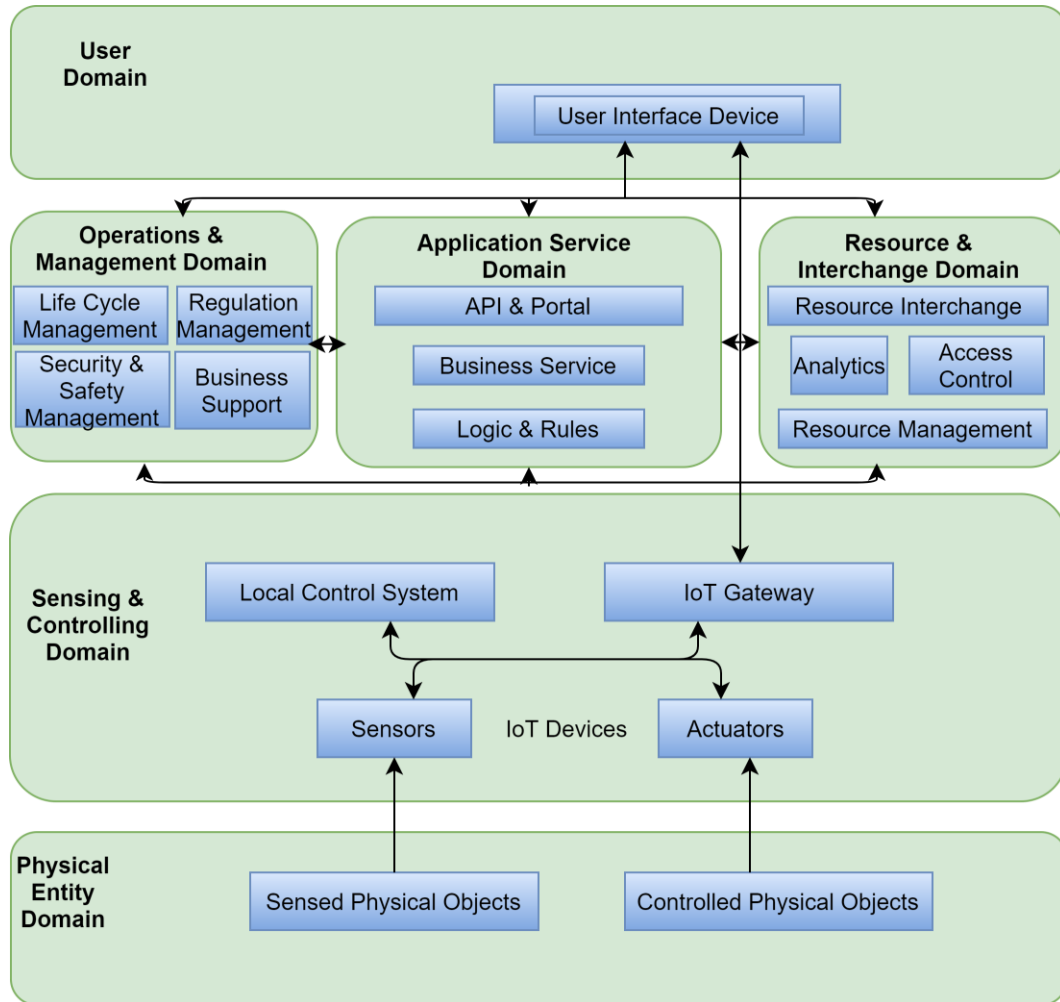 User
Domain
User Interface Device
Operations &
Management Domain
Life Cycle
Management
Regulation
Management
Security &
Safety
Management
Business
Support
Application Service
Domain
API & Portal
Business Service
Logic & Rules
Resource &
Interchange Domain
Resource Interchange
Analytics
Access
Control
Resource Management
Sensing &
Controlling
Domain
Local Control System
IoT Gateway
Sensors
IoT Devices
Actuators
Physical
Entity
Domain
Sensed Physical Objects
Controlled Physical Objects